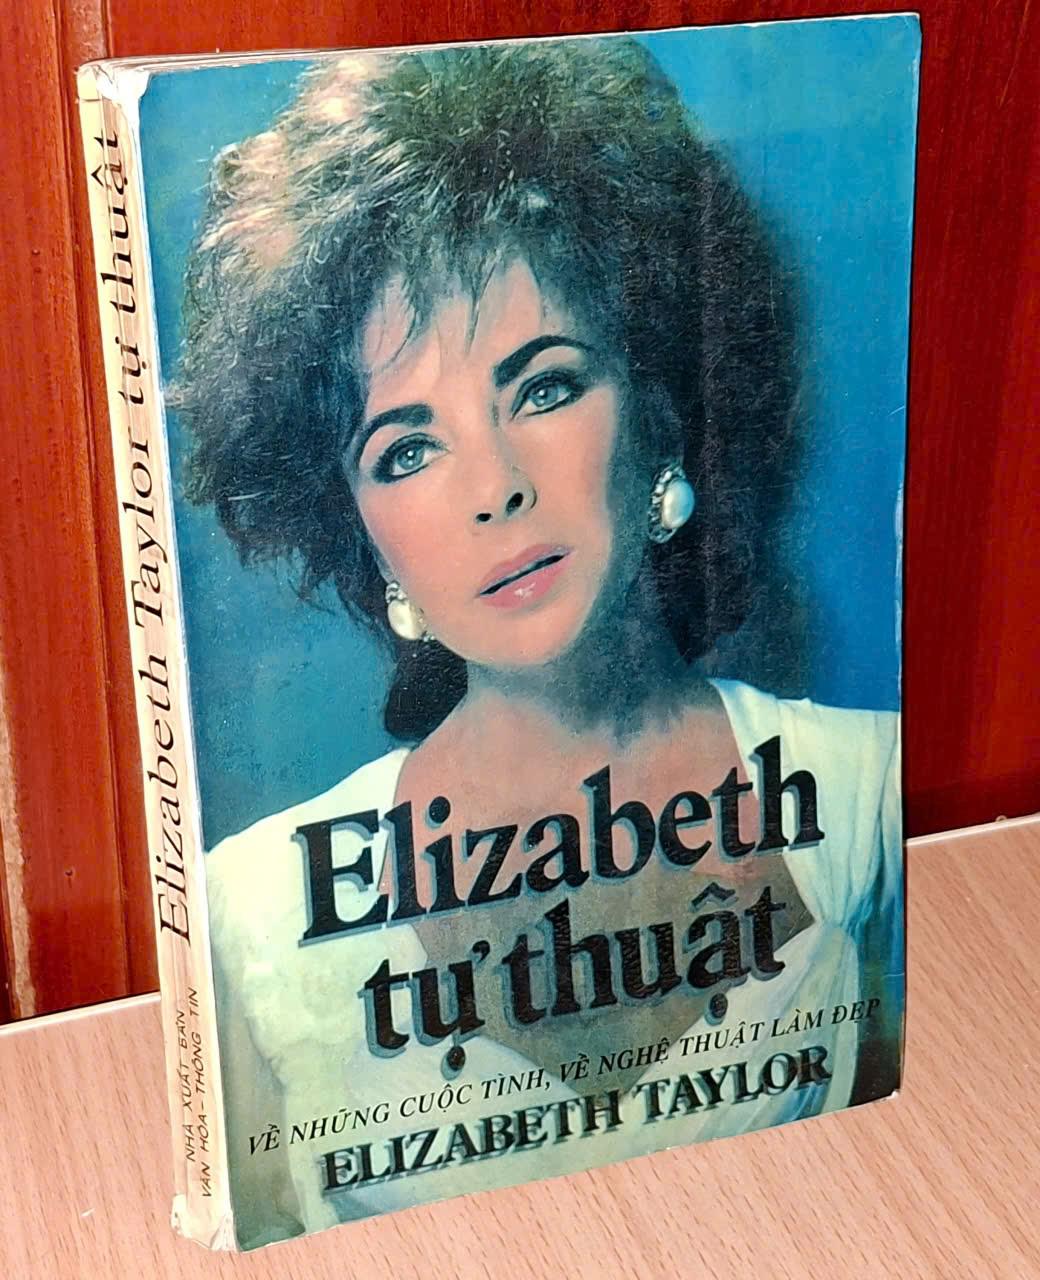 Elizabeth
tự thuật
VỀ NHỮNG CUỘC TÌNH, VỀ NGHỆ THUẬT LÀM ĐẸP
ELIZABETH TAYLOR
Elizabeth Taylor tự thuật
NHÀ XUẤT BẢN
VĂN HÓA - THÔNG TIN